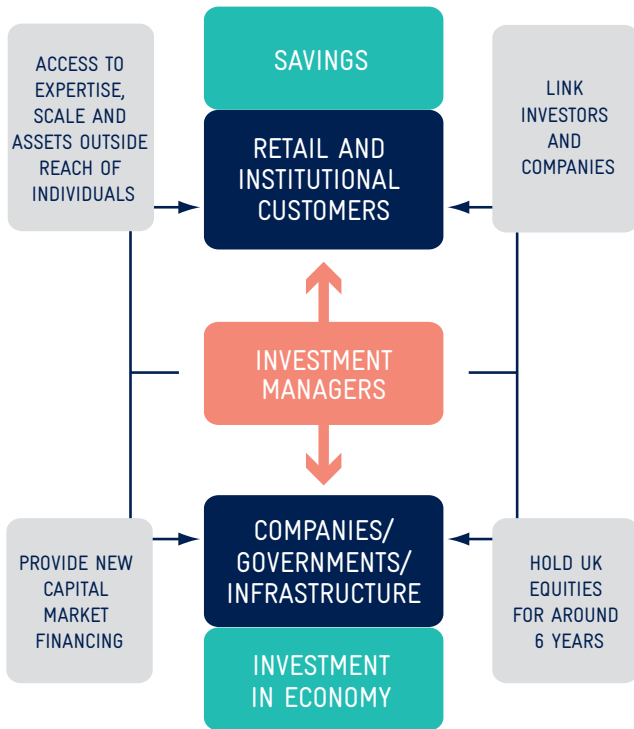 ACCESS TO
EXPERTISE,
SCALE AND
ASSETS OUTSIDE
REACH OF
INDIVIDUALS
SAVINGS
RETAIL AND
INSTITUTIONAL
CUSTOMERS
LINK
INVESTORS
AND
COMPANIES
INVESTMENT
MANAGERS
PROVIDE NEW
CAPITAL
MARKET
FINANCING
COMPANIES/
GOVERNMENTS/
INFRASTRUCTURE
INVESTMENT
IN ECONOMY
HOLD UK
EQUITIES
FOR AROUND
6 YEARS